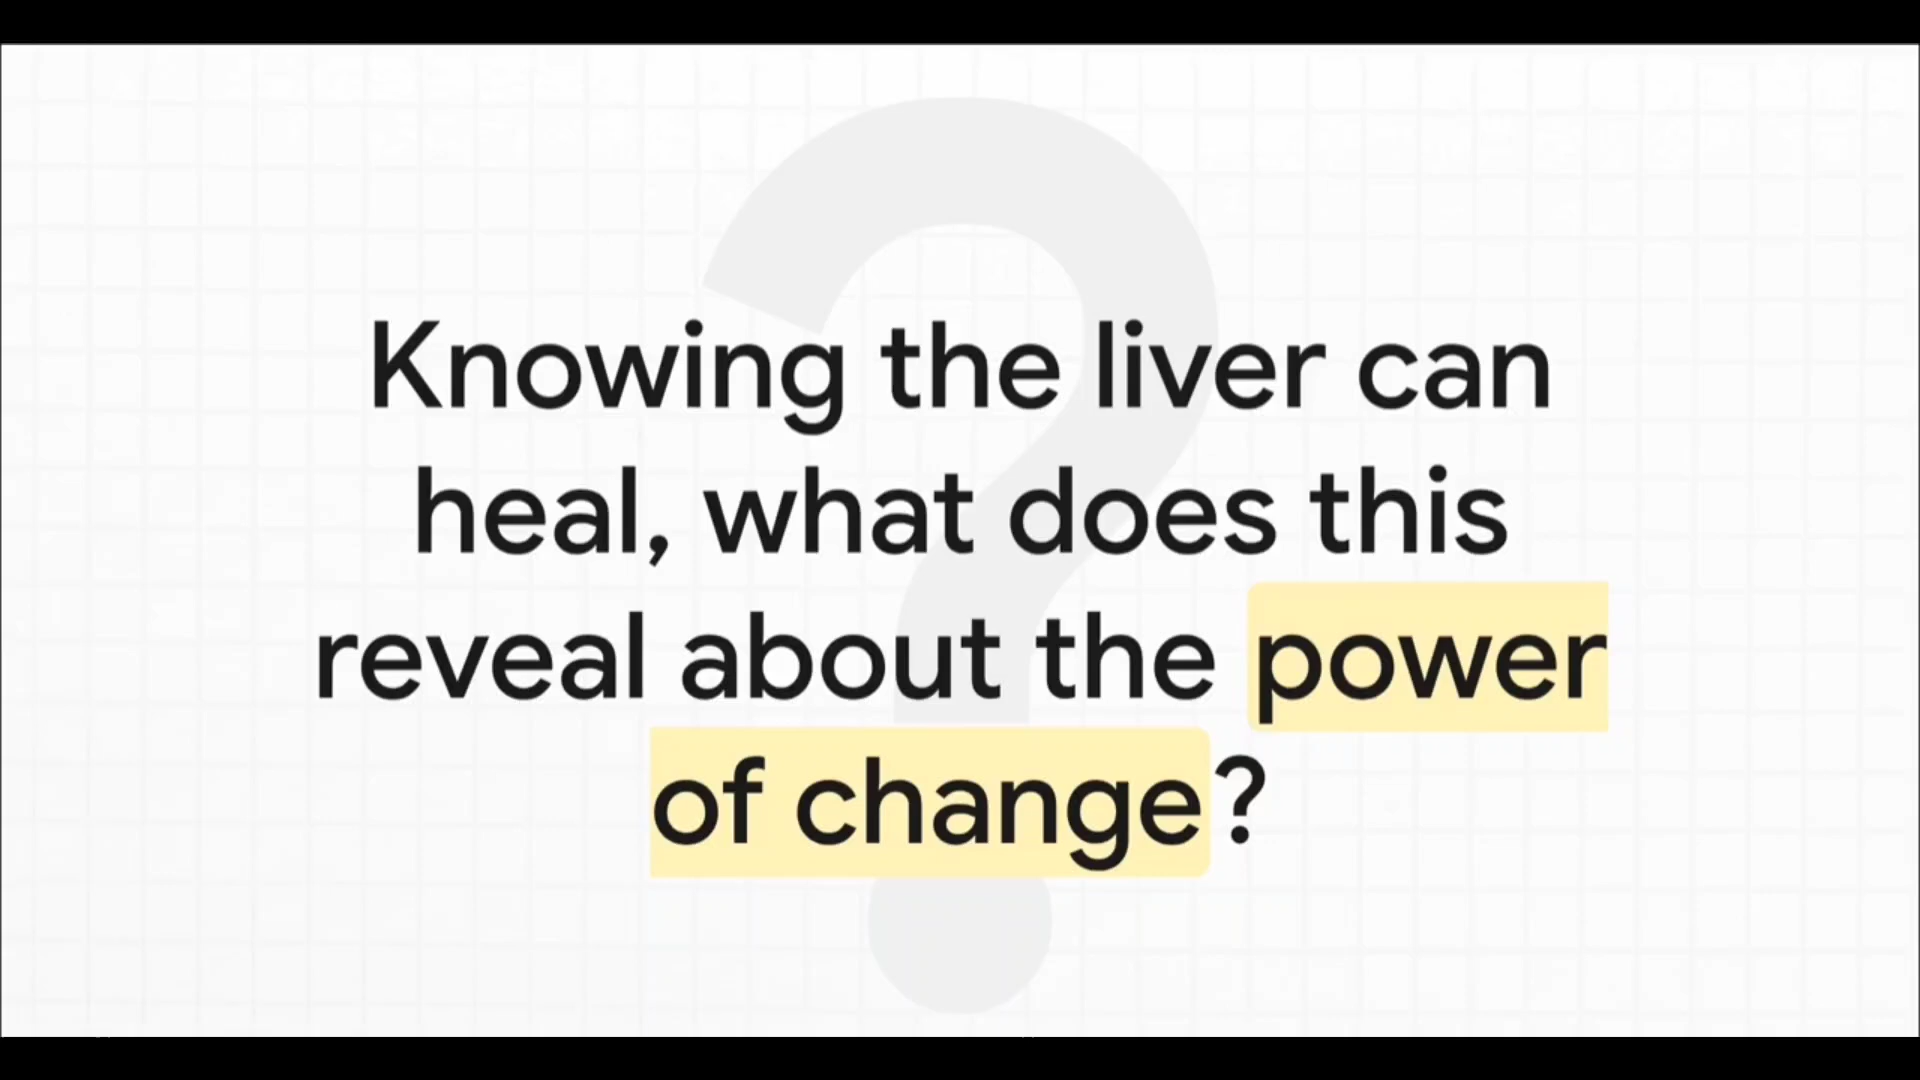 Knowing the liver can
heal, what does this
reveal about the power
of change?